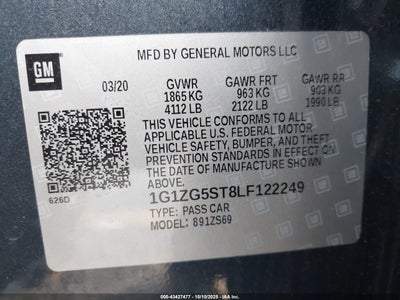 GM
MFD BY GENERAL MOTORS LLC
03/20 GVWR GAWR FRT GAWR RR
1865 KG 963 KG 903 KG
4112 LB 2122 LB 1990 LB
THIS VEHICLE CONFORMS TO ALL
APPLICABLE U.S. FEDERAL MOTOR
VEHICLE SAFETY, BUMPER, AND THEFT
PREVENTION STANDARDS IN EFFECT ON
THE DATE OF MANUFACTURE SHOWN ABOVE.
626D
1G1ZG5ST8LF122249
TYPE: PASS CAR
MODEL: 891ZS69
000-43427477 - 10/10/2025 - IAAI.COM